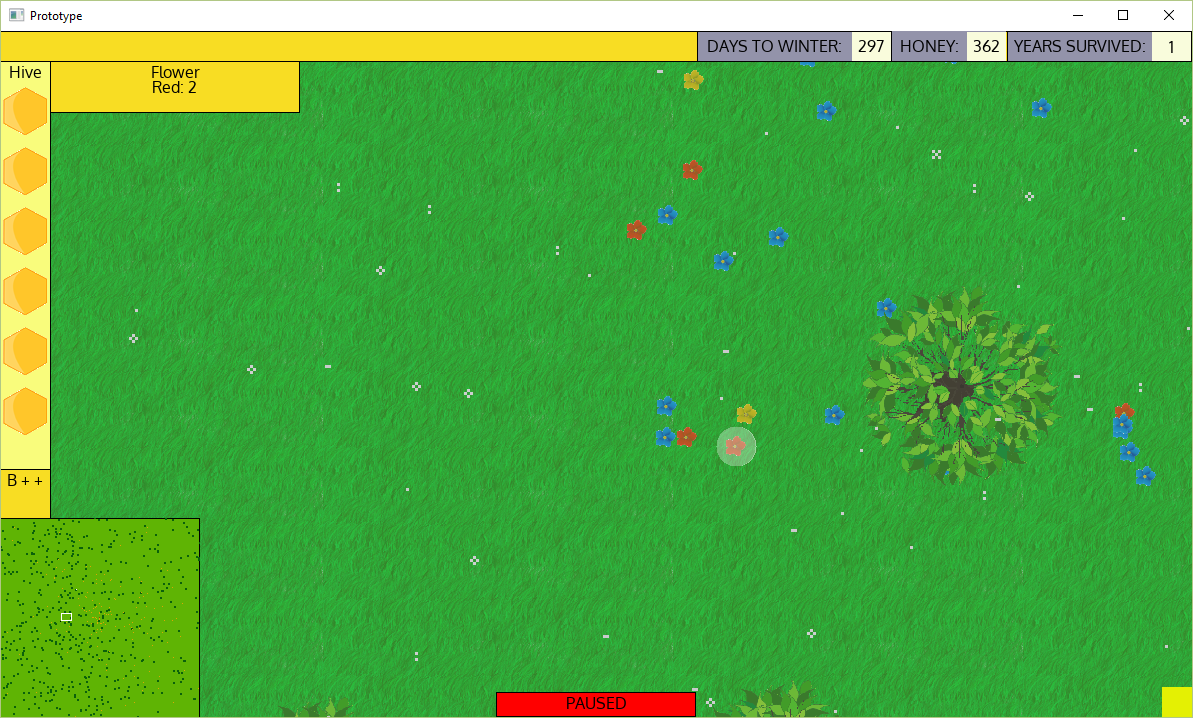 Prototype
DAYS TO WINTER: 297 HONEY: 362 YEARS SURVIVED: 1
Hive
Flower
Red: 2
B + +
PAUSED